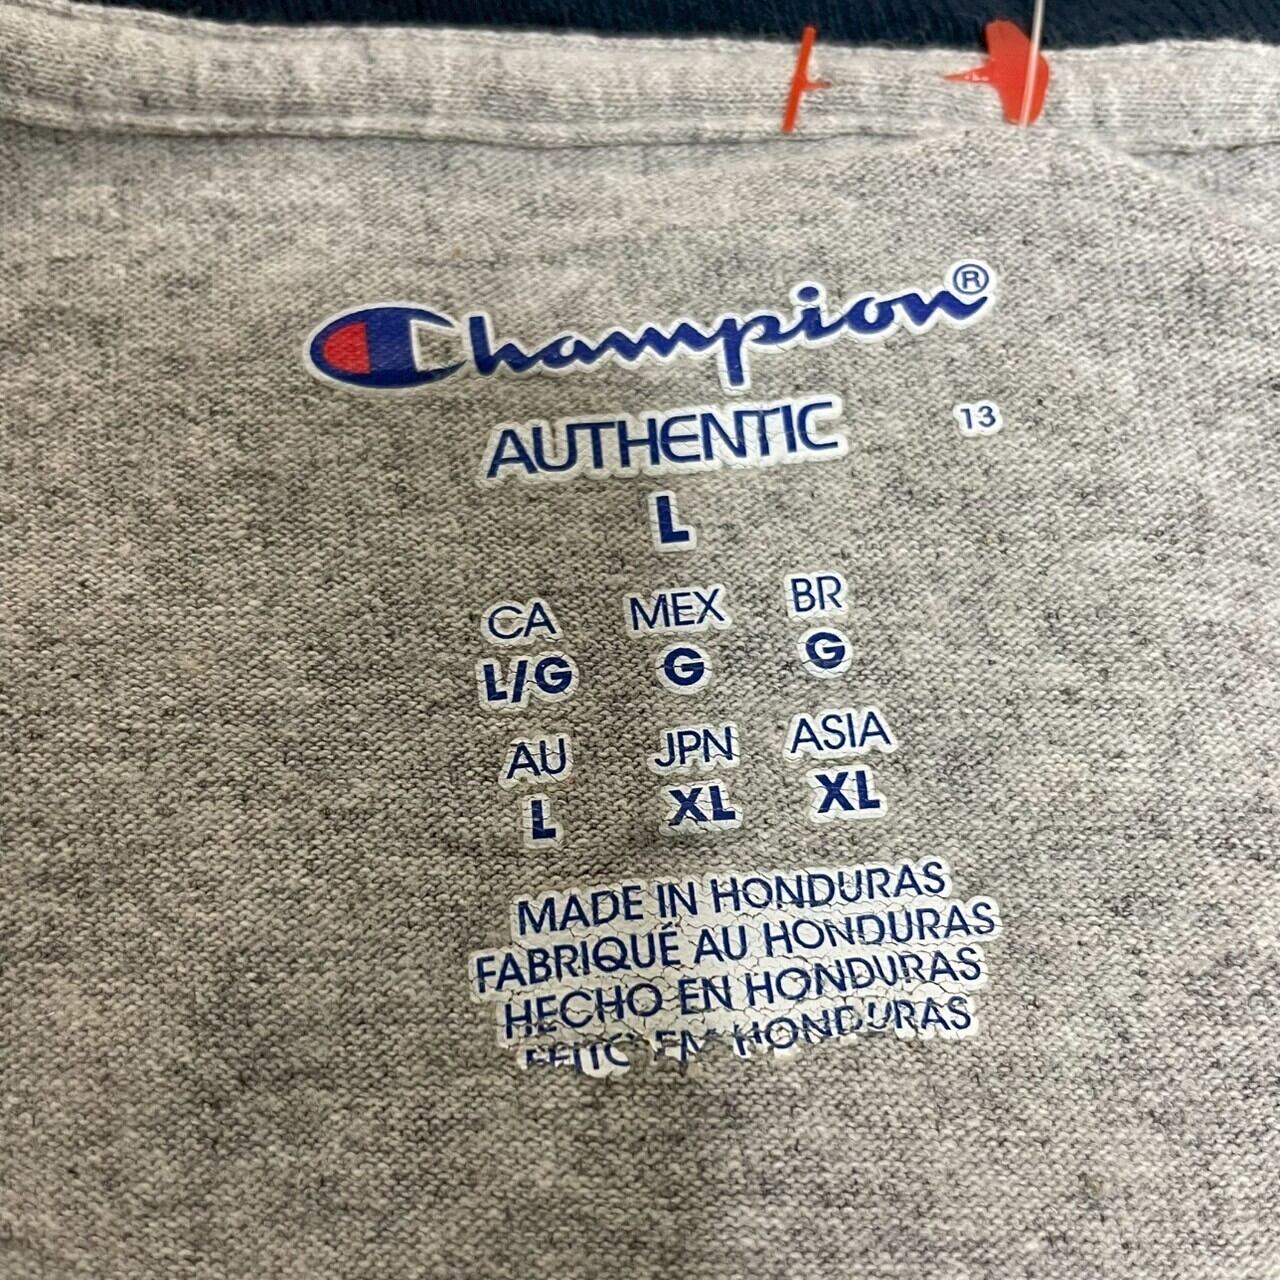 Champion®
AUTHENTIC 13
L
CA MEX BR
L/G G G
AU JPN ASIA
L XL XL
MADE IN HONDURAS
FABRIQUÉ AU HONDURAS
HECHO EN HONDURAS
FEITO EM HONDURAS